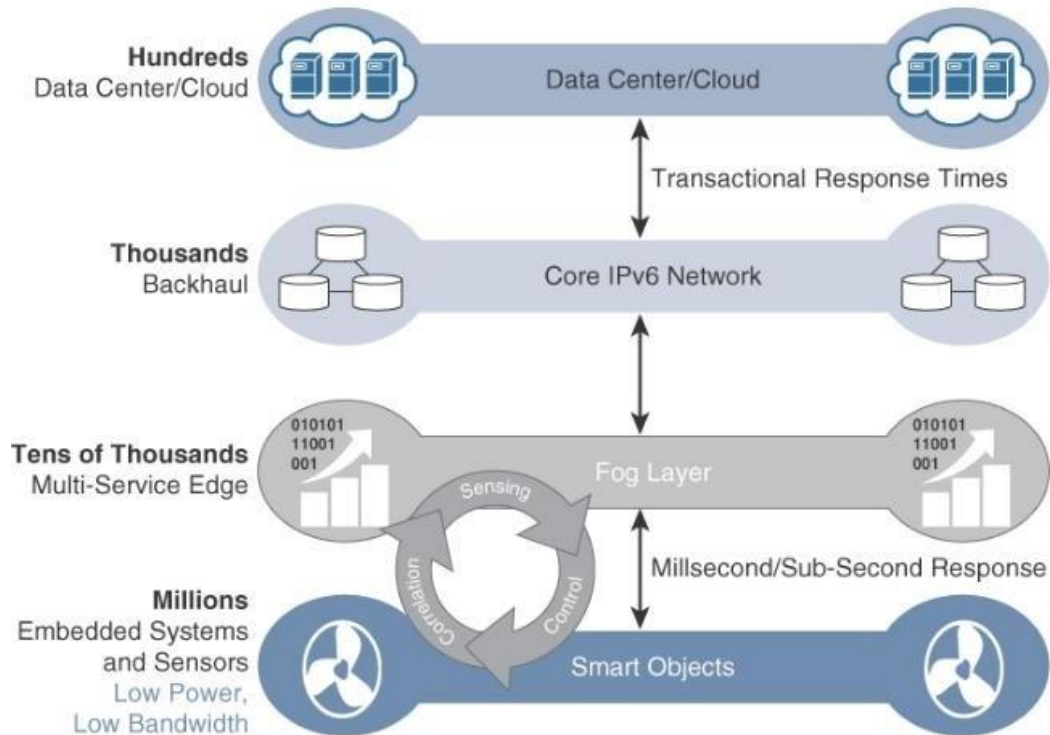 Hundreds
Data Center/Cloud
Data Center/Cloud
Transactional Response Times
Thousands
Backhaul
Core IPv6 Network
010101
11001
001
010101
11001
001
Tens of Thousands
Multi-Service Edge
Fog Layer
Sensing
Control
Correlation
Millsecond/Sub-Second Response
Millions
Embedded Systems
and Sensors
Low Power,
Low Bandwidth
Smart Objects